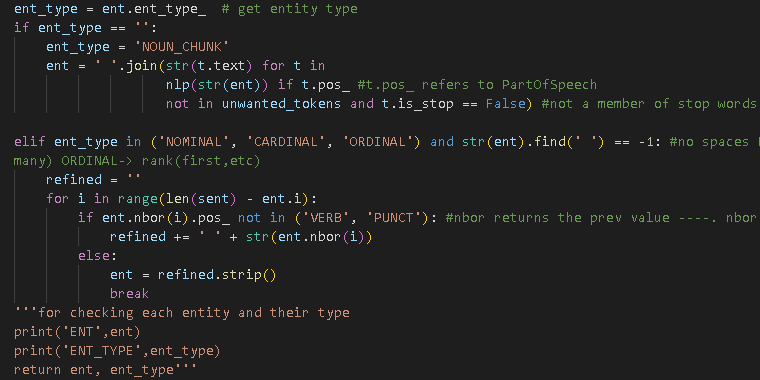 ent_type = ent.ent_type_  # get entity type
if ent_type == '':
    ent_type = 'NOUN_CHUNK'
    ent = ' '.join(str(t.text) for t in
                   nlp(str(ent)) if t.pos_ #t.pos_ refers to PartOfSpeech
                   not in unwanted_tokens and t.is_stop == False) #not a member of stop words
elif ent_type in ('NOMINAL', 'CARDINAL', 'ORDINAL') and str(ent).find(' ') == -1: #no spaces
many) ORDINAL-> rank(first,etc)
    refined = ''
    for i in range(len(sent) - ent.i):
        if ent.nbor(i).pos_ not in ('VERB', 'PUNCT'): #nbor returns the prev value ----. nbor
            refined += ' ' + str(ent.nbor(i))
        else:
            ent = refined.strip()
            break
'''for checking each entity and their type
print('ENT',ent)
print('ENT_TYPE',ent_type)
return ent, ent_type'''